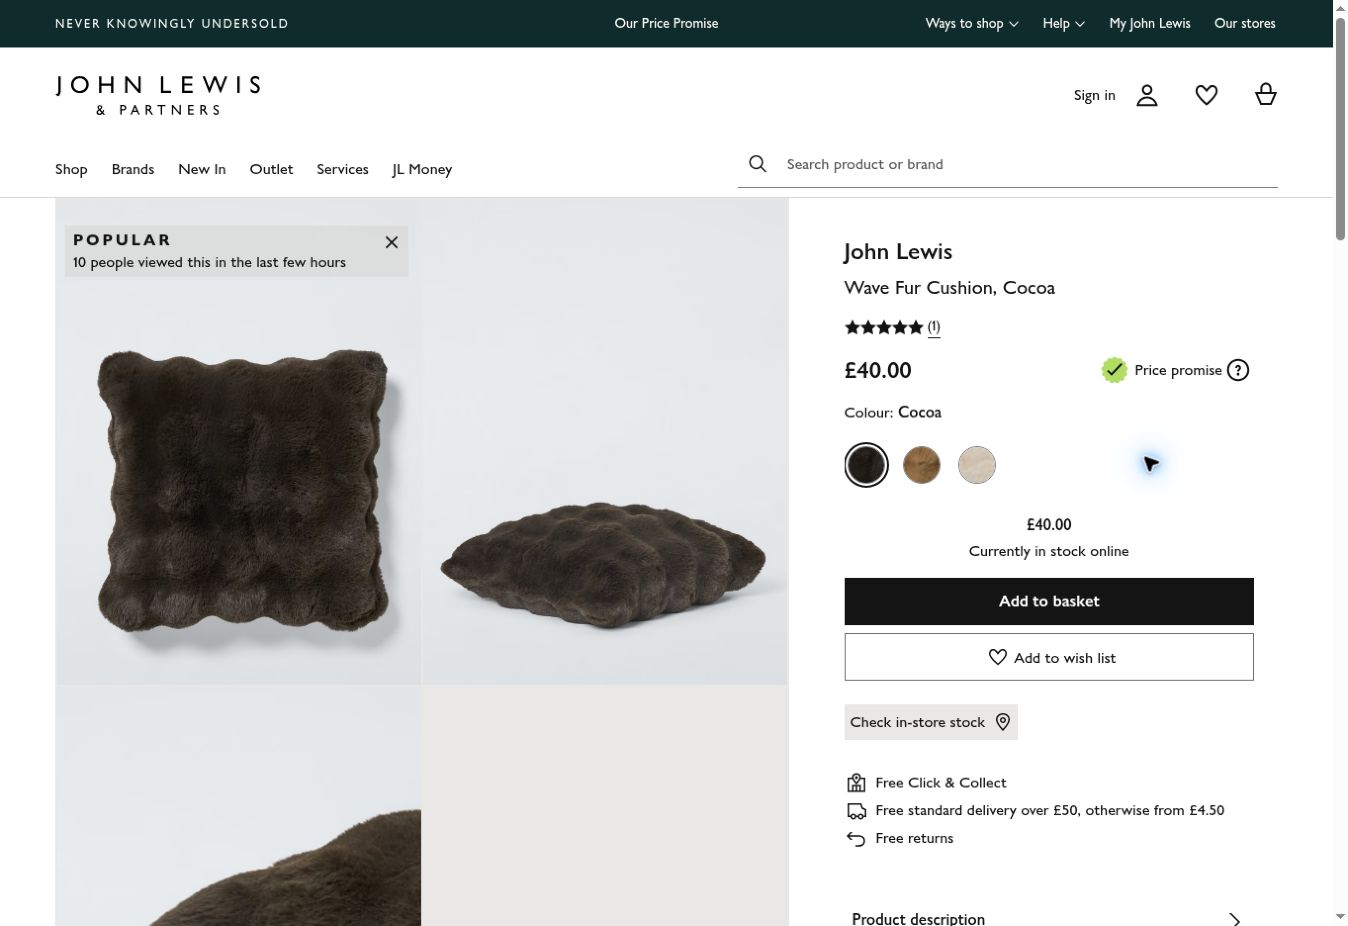 NEVER KNOWINGLY UNDERSOLD
Our Price Promise
Ways to shop
Help
My John Lewis
Our stores
JOHN LEWIS
& PARTNERS
Sign in
Shop
Brands
New In
Outlet
Services
JL Money
Search product or brand
POPULAR
10 people viewed this in the last few hours
John Lewis
Wave Fur Cushion, Cocoa
(1)
£40.00
Price promise
?
Colour: Cocoa
£40.00
Currently in stock online
Add to basket
Add to wish list
Check in-store stock
Free Click & Collect
Free standard delivery over £50, otherwise from £4.50
Free returns
Product description